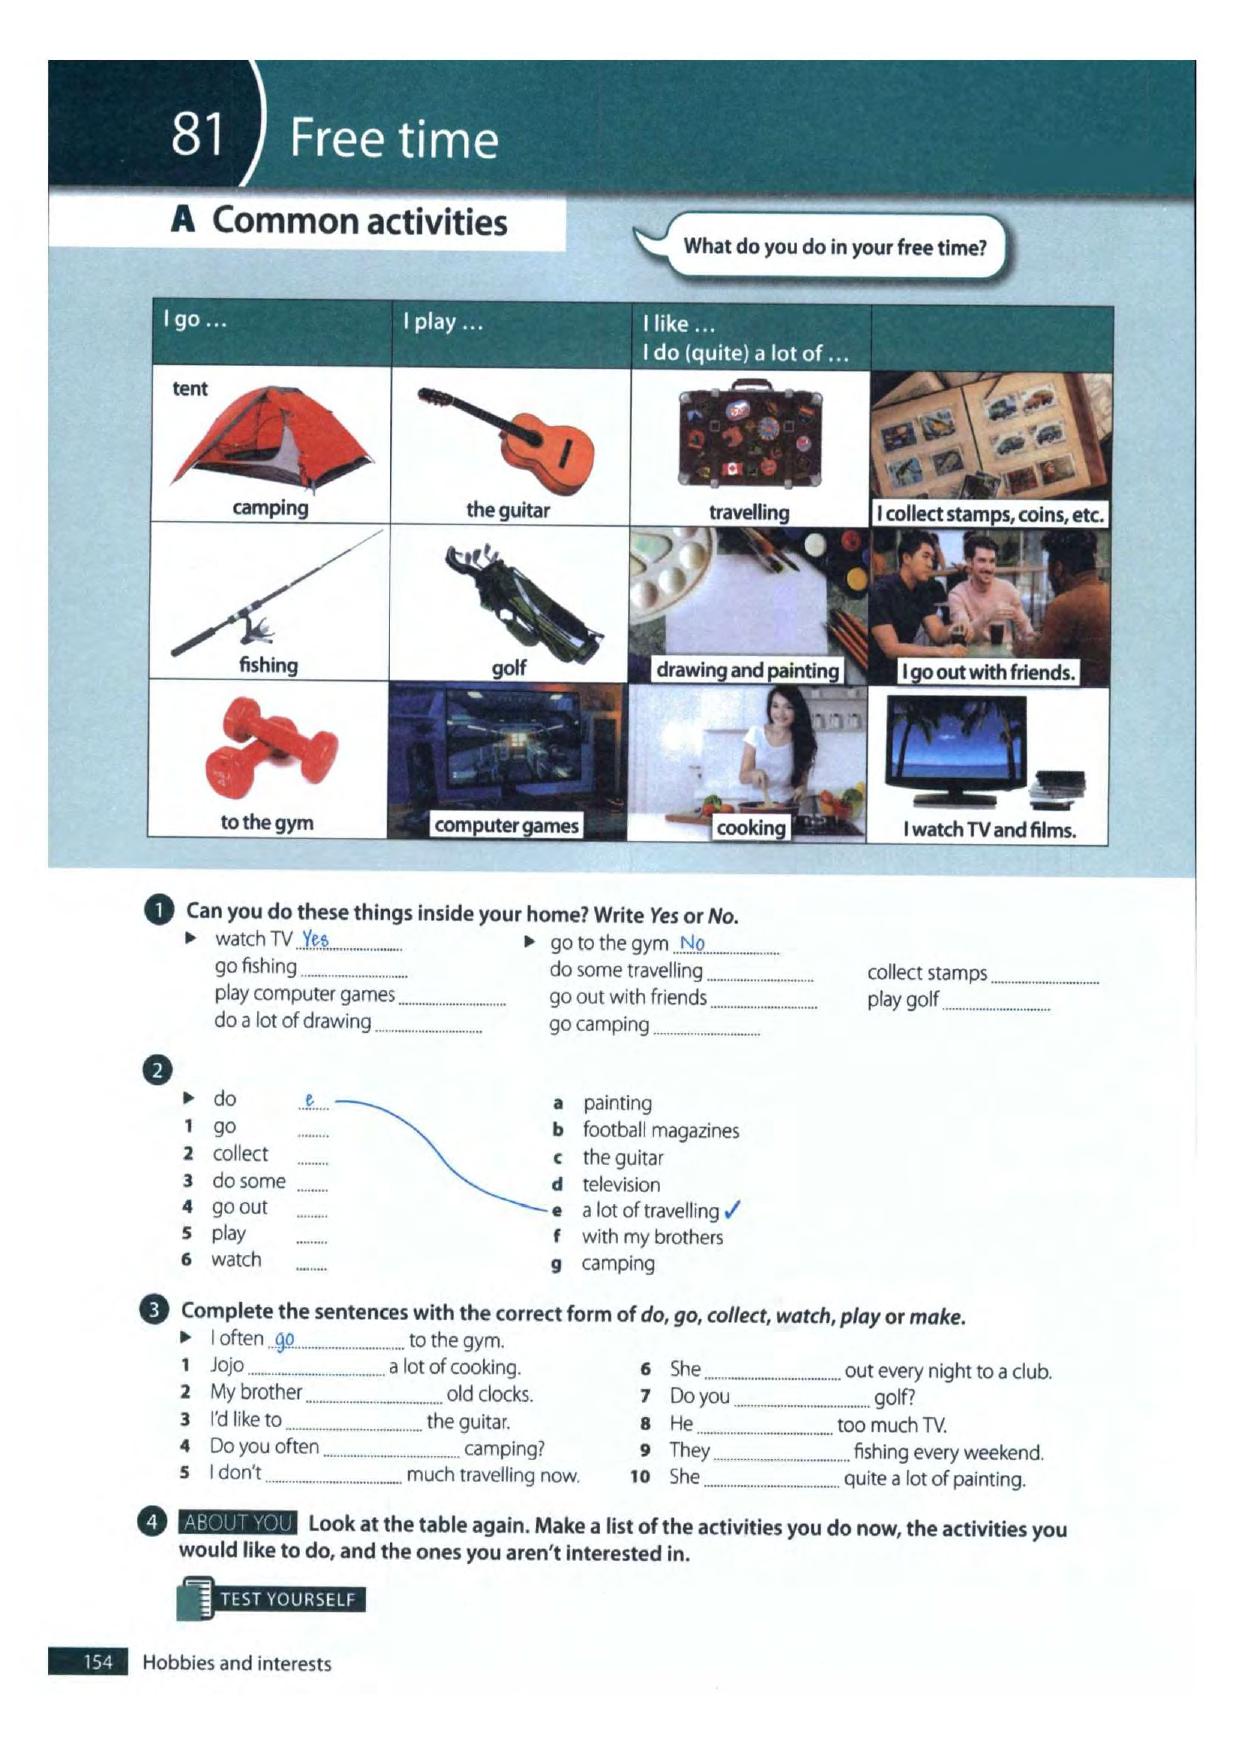 81 Free time
A Common activities
What do you do in your free time?
I go ...
I play ...
I like ...
I do (quite) a lot of ...
tent
camping
the guitar
travelling
I collect stamps, coins, etc.
fishing
golf
drawing and painting
I go out with friends.
to the gym
computer games
cooking
I watch TV and films.
1 Can you do these things inside your home? Write Yes or No.
▶ watch TV Yes
go fishing
play computer games
do a lot of drawing
▶ go to the gym No
do some travelling
go out with friends
go camping
collect stamps
play golf
2
▶ do e
1 go
2 collect
3 do some
4 go out
5 play
6 watch
a painting
b football magazines
c the guitar
d television
e a lot of travelling ✓
f with my brothers
g camping
3 Complete the sentences with the correct form of do, go, collect, watch, play or make.
▶ I often go to the gym.
1 Jojo a lot of cooking.
2 My brother old clocks.
3 I'd like to the guitar.
4 Do you often camping?
5 I don't much travelling now.
6 She out every night to a club.
7 Do you golf?
8 He too much TV.
9 They fishing every weekend.
10 She quite a lot of painting.
4 ABOUT YOU Look at the table again. Make a list of the activities you do now, the activities you
would like to do, and the ones you aren't interested in.
TEST YOURSELF
154 Hobbies and interests